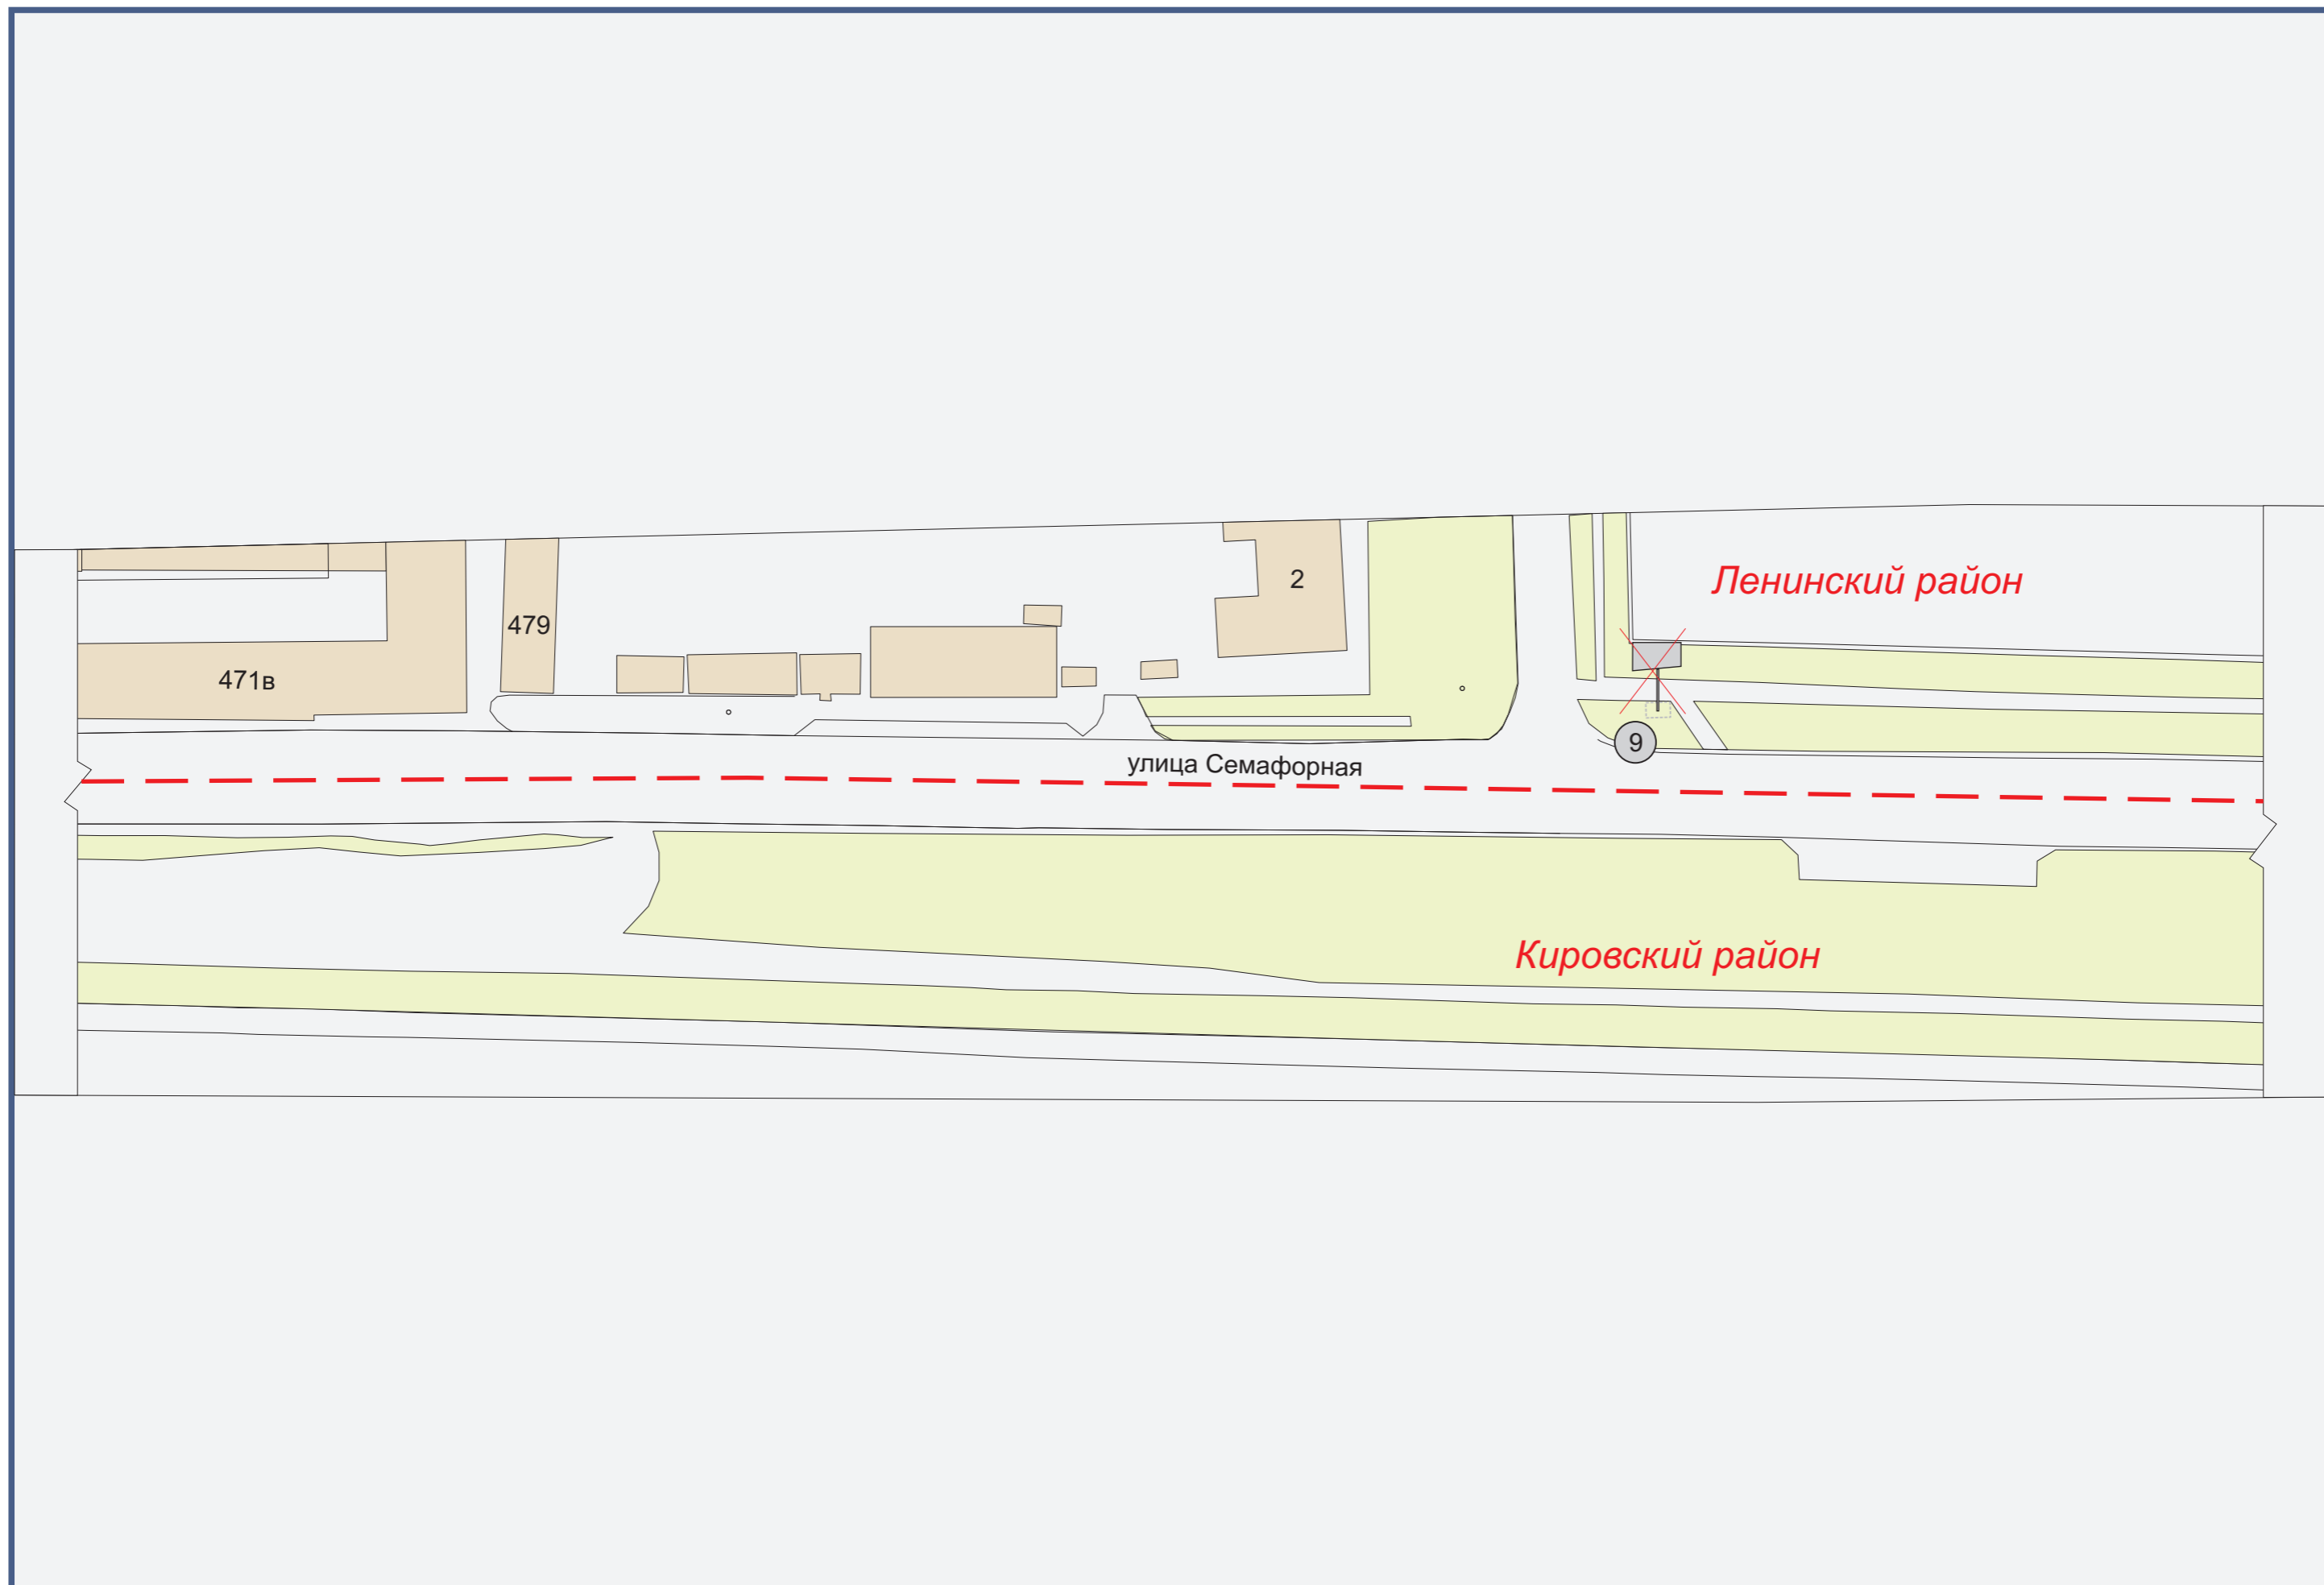 2
Ленинский район
479
471в
9
улица Семафорная
Кировский район